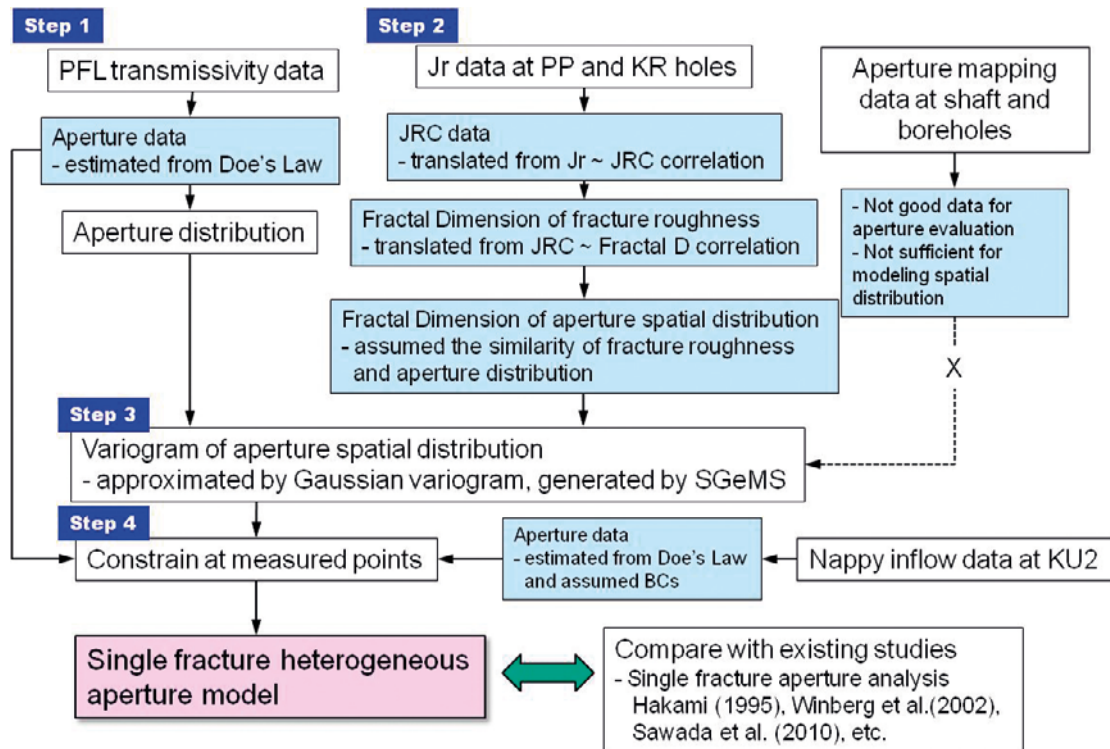 Step 1
PFL transmissivity data
Aperture data
- estimated from Doe's Law
Aperture distribution
Step 2
Jr data at PP and KR holes
JRC data
- translated from Jr ~ JRC correlation
Fractal Dimension of fracture roughness
- translated from JRC ~ Fractal D correlation
Fractal Dimension of aperture spatial distribution
- assumed the similarity of fracture roughness
and aperture distribution
Aperture mapping
data at shaft and
boreholes
- Not good data for
aperture evaluation
- Not sufficient for
modeling spatial
distribution
X
Step 3
Variogram of aperture spatial distribution
- approximated by Gaussian variogram, generated by SGeMS
Step 4
Constrain at measured points
Aperture data
- estimated from Doe's Law
and assumed BCs
Nappy inflow data at KU2
Single fracture heterogeneous
aperture model
Compare with existing studies
- Single fracture aperture analysis
Hakami (1995), Winberg et al.(2002),
Sawada et al. (2010), etc.